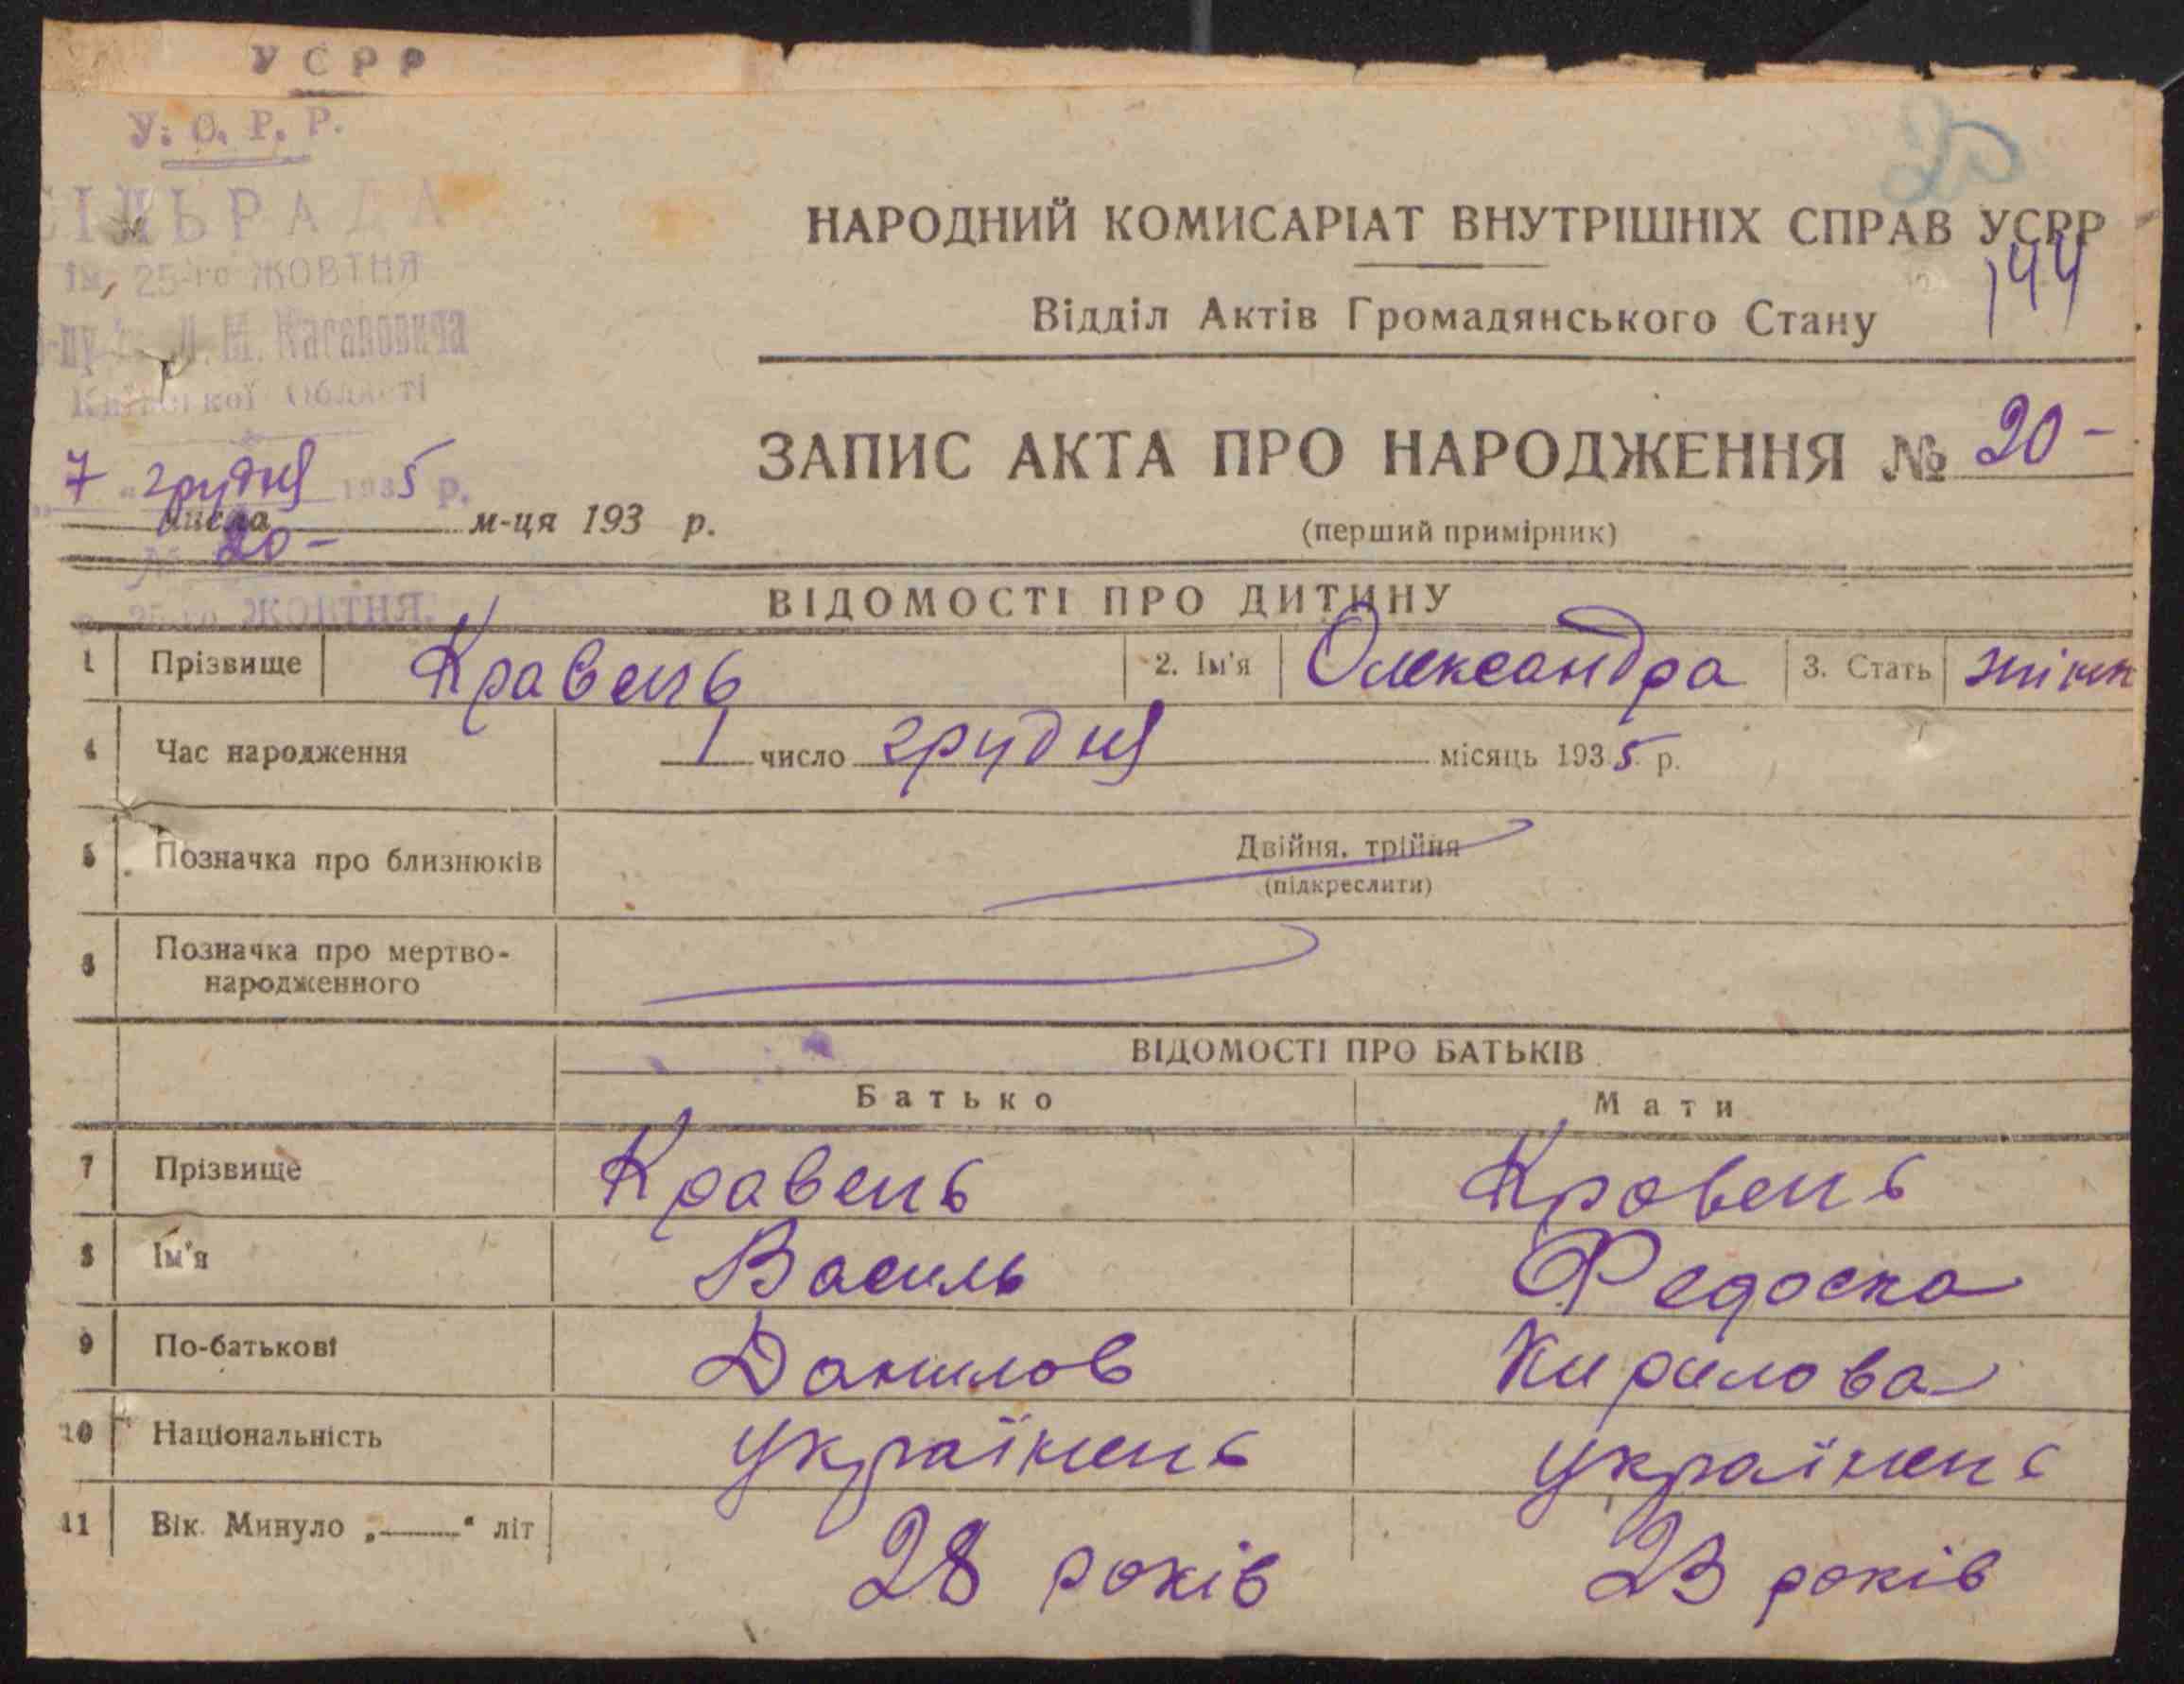 УСРР
У. С. Р. Р.
СІЛЬРАДА
ім. 25-го ЖОВТНЯ
Л. М. Кагановича
Київської Області
25
НАРОДНИЙ КОМИСАРІАТ ВНУТРІШНІХ СПРАВ УСРР
144
Відділ Актів Громадянського Стану
ЗАПИС АКТА ПРО НАРОДЖЕННЯ № 20-
(перший примірник)
7 грудня 1935 р.
числа м-ця 193 р.
№ 20-
25-го ЖОВТНЯ.
ВІДОМОСТІ ПРО ДИТИНУ
1 Прізвище Кравець 2. Ім'я Олександра 3. Стать жіноч
4 Час народження 1 число грудня місяць 1935 р.
5 Позначка про близнюків Двійня, трійня
(підкреслити)
6 Позначка про мертво-
народженного
ВІДОМОСТІ ПРО БАТЬКІВ
Батько Мати
7 Прізвище Кравець Кравець
8 Ім'я Василь Федоска
9 По-батькові Данилов Кирилова
10 Національність українець українець
11 Вік. Минуло „——" літ 28 років 23 років